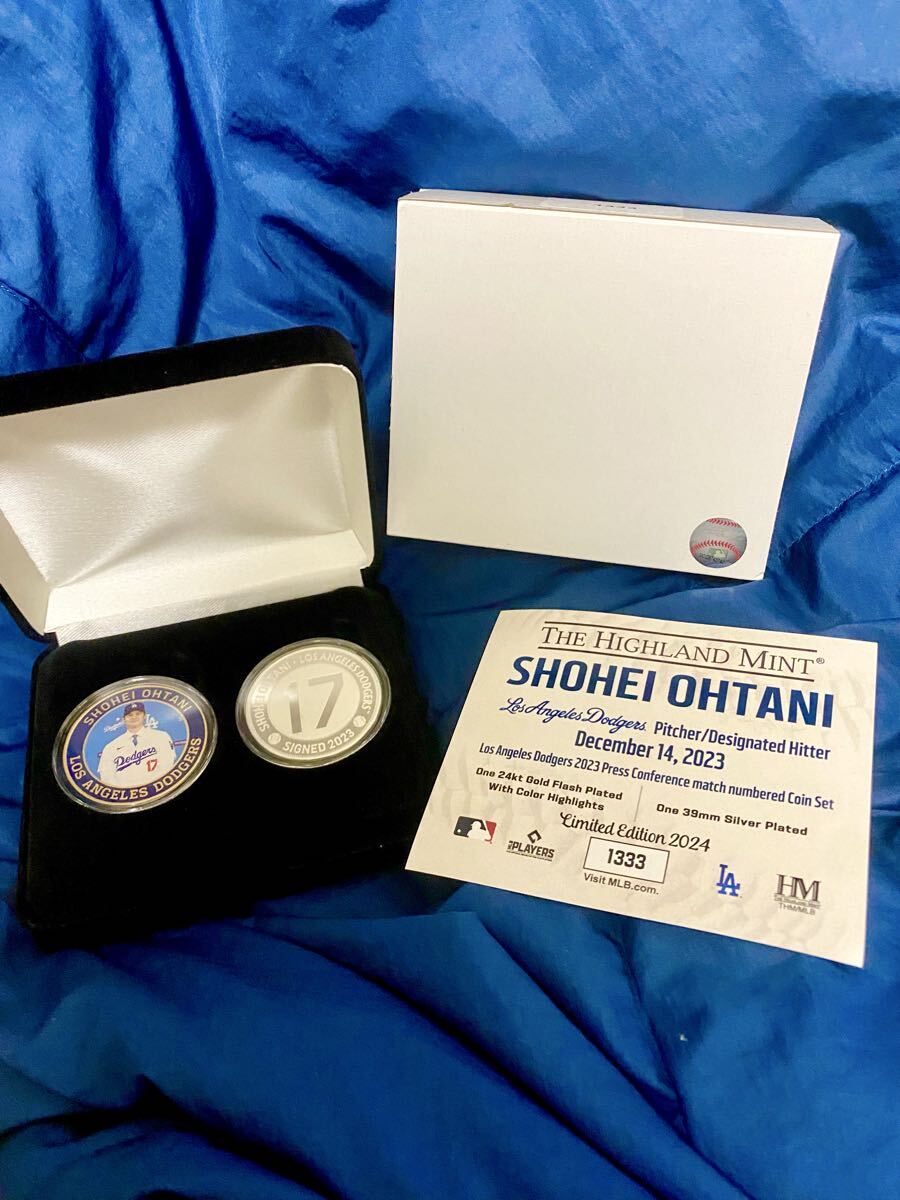 SHOHEI OHTANI
LA
Dodgers
17
LOS ANGELES DODGERS
SHOHEI OHTANI • LOS ANGELES DODGERS
17
SIGNED 2023
THE HIGHLAND MINT®
SHOHEI OHTANI
Los Angeles Dodgers Pitcher/Designated Hitter
December 14, 2023
Los Angeles Dodgers 2023 Press Conference match numbered Coin Set
One 24kt Gold Flash Plated
With Color Highlights
One 39mm Silver Plated
Limited Edition 2024
1333
Visit MLB.com.
PLAYERS
LA
HM
THM/MLB